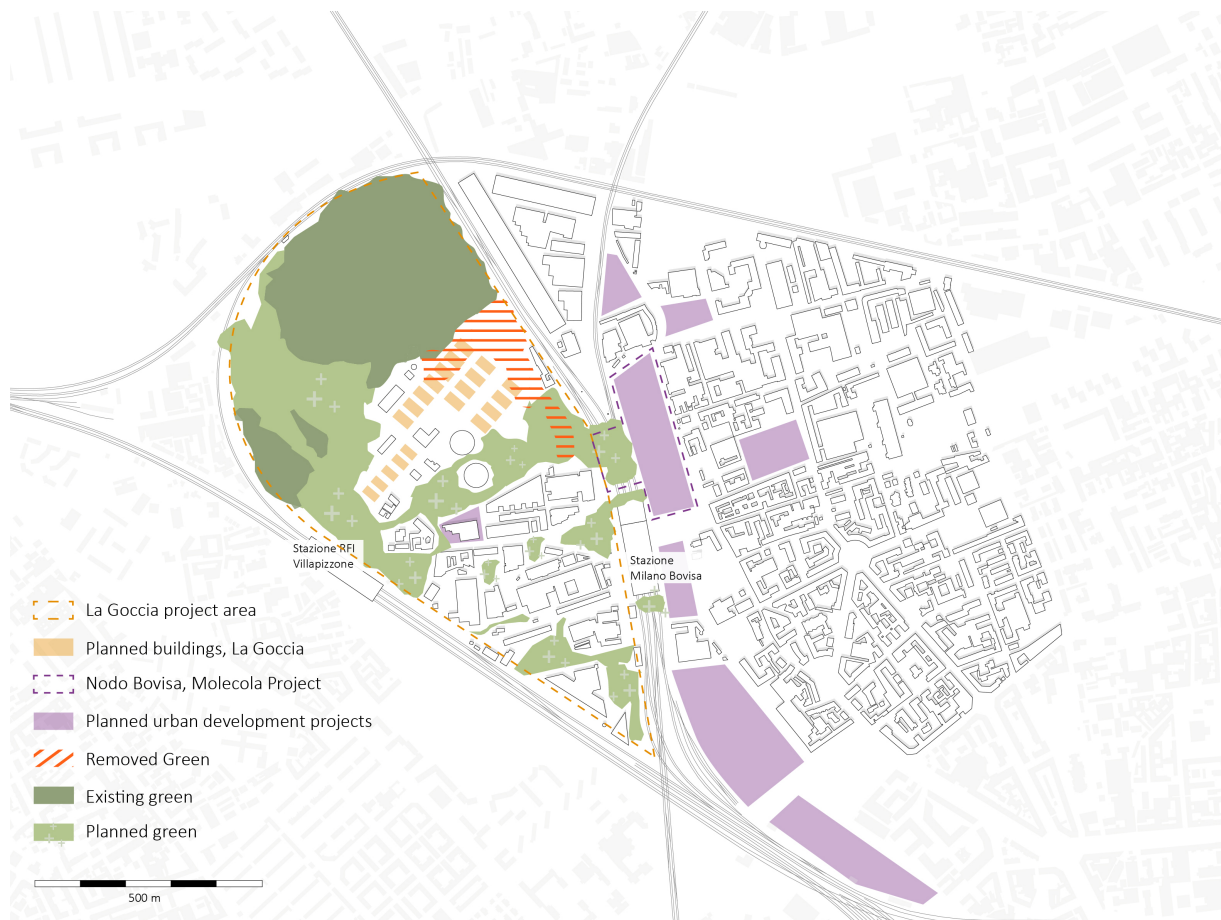 Stazione RFI
Villapizzone
Stazione
Milano Bovisa
La Goccia project area
Planned buildings, La Goccia
Nodo Bovisa, Molecola Project
Planned urban development projects
Removed Green
Existing green
Planned green
500 m